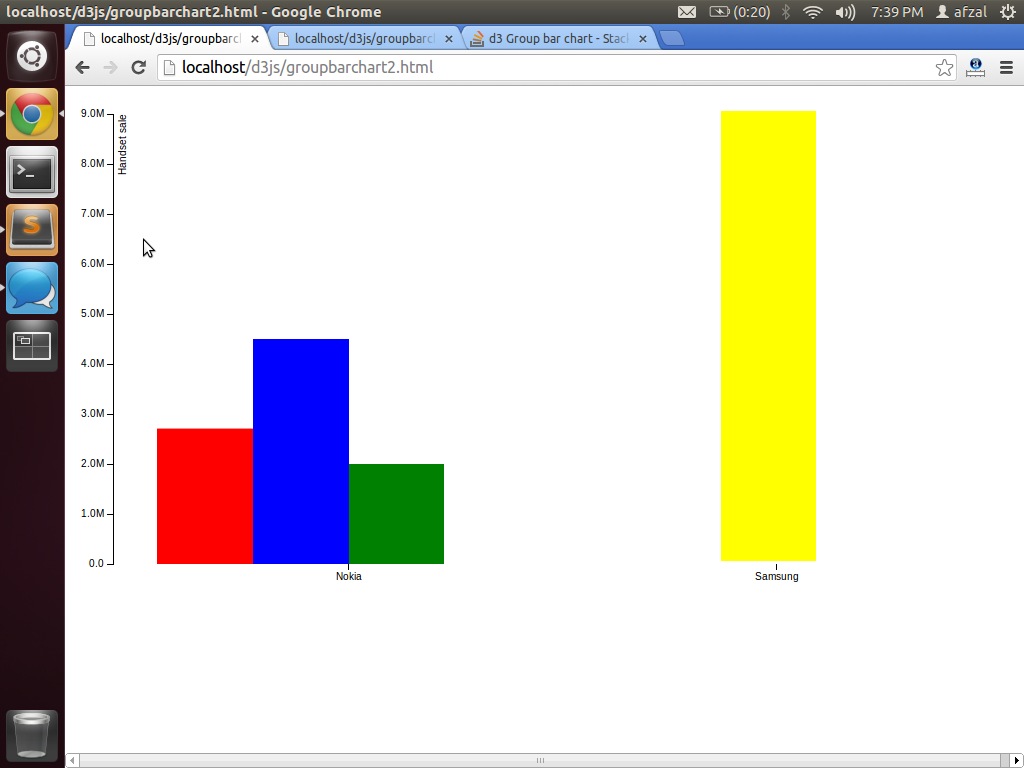 localhost/d3js/groupbarchart2.html - Google Chrome
(0:20)
7:39 PM
afzal
localhost/d3js/groupbarc
localhost/d3js/groupbarc
d3 Group bar chart - Stac
localhost/d3js/groupbarchart2.html
a
9.0M
Handset sale
8.0M
7.0M
6.0M
5.0M
4.0M
3.0M
2.0M
1.0M
0.0
Nokia
Samsung
S
>_